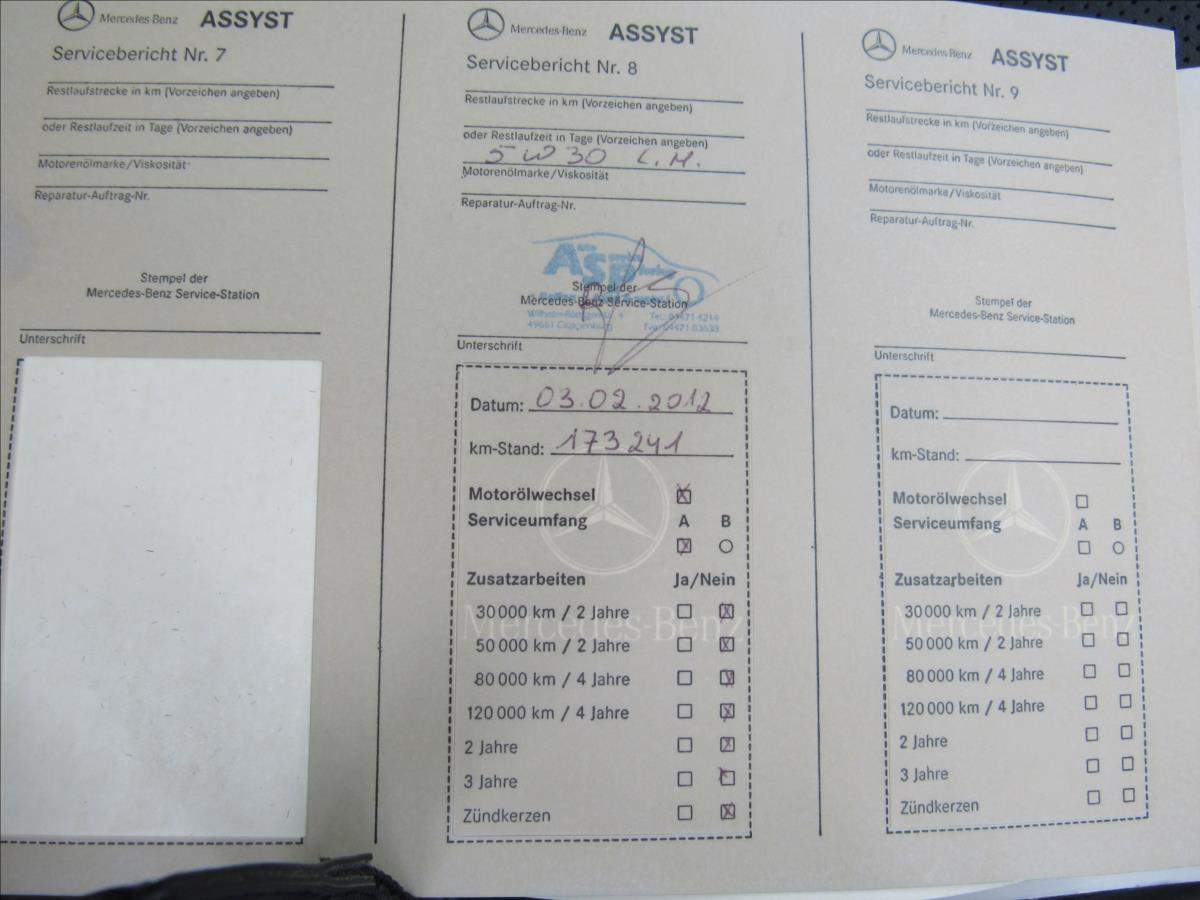 Mercedes-Benz ASSYST
Servicebericht Nr. 7
Restlaufstrecke in km (Vorzeichen angeben)
oder Restlaufzeit in Tage (Vorzeichen angeben)
Motorenölmarke/Viskosität
Reparatur-Auftrag-Nr.
Stempel der
Mercedes-Benz Service-Station
Unterschrift
Mercedes-Benz ASSYST
Servicebericht Nr. 8
Restlaufstrecke in km (Vorzeichen angeben)
oder Restlaufzeit in Tage (Vorzeichen angeben)
5W30 L.M.
Motorenölmarke/Viskosität
Reparatur-Auftrag-Nr.
ASP
Stempel der
Mercedes-Benz Service-Station
49661 Cloppenburg
Unterschrift
Datum: 03.02.2012
km-Stand: 173241
Motorölwechsel
Serviceumfang A B
Zusatzarbeiten Ja/Nein
30 000 km / 2 Jahre
Mercedes-Benz
50 000 km / 2 Jahre
80 000 km / 4 Jahre
120 000 km / 4 Jahre
2 Jahre
3 Jahre
Zündkerzen
Mercedes-Benz ASSYST
Servicebericht Nr. 9
Restlaufstrecke in km (Vorzeichen angeben)
oder Restlaufzeit in Tage (Vorzeichen angeben)
Motorenölmarke/Viskosität
Reparatur-Auftrag-Nr.
Stempel der
Mercedes-Benz Service-Station
Unterschrift
Datum:
km-Stand:
Motorölwechsel
Serviceumfang A B
Zusatzarbeiten Ja/Nein
30 000 km / 2 Jahre
Mercedes-Benz
50 000 km / 2 Jahre
80 000 km / 4 Jahre
120 000 km / 4 Jahre
2 Jahre
3 Jahre
Zündkerzen